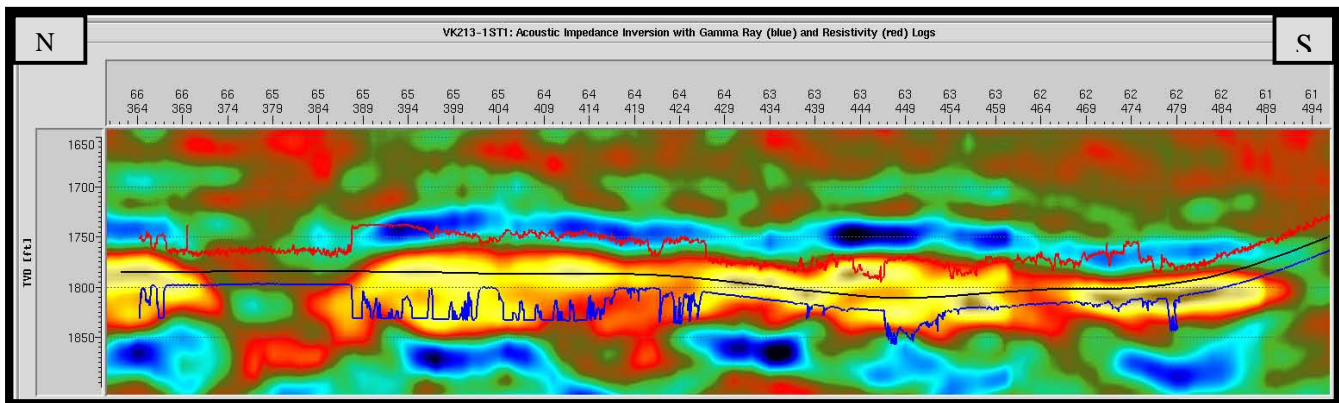 N
S
VK213-1ST1: Acoustic Impedance Inversion with Gamma Ray (blue) and Resistivity (red) Logs
66 66 66 65 65 65 65 65 65 64 64 64 64 64 63 63 63 63 63 63 62 62 62 62 62 61 61
364 369 374 379 384 389 394 399 404 409 414 419 424 429 434 439 444 449 454 459 464 469 474 479 484 489 494
TVD [ft]
1650
1700
1750
1800
1850